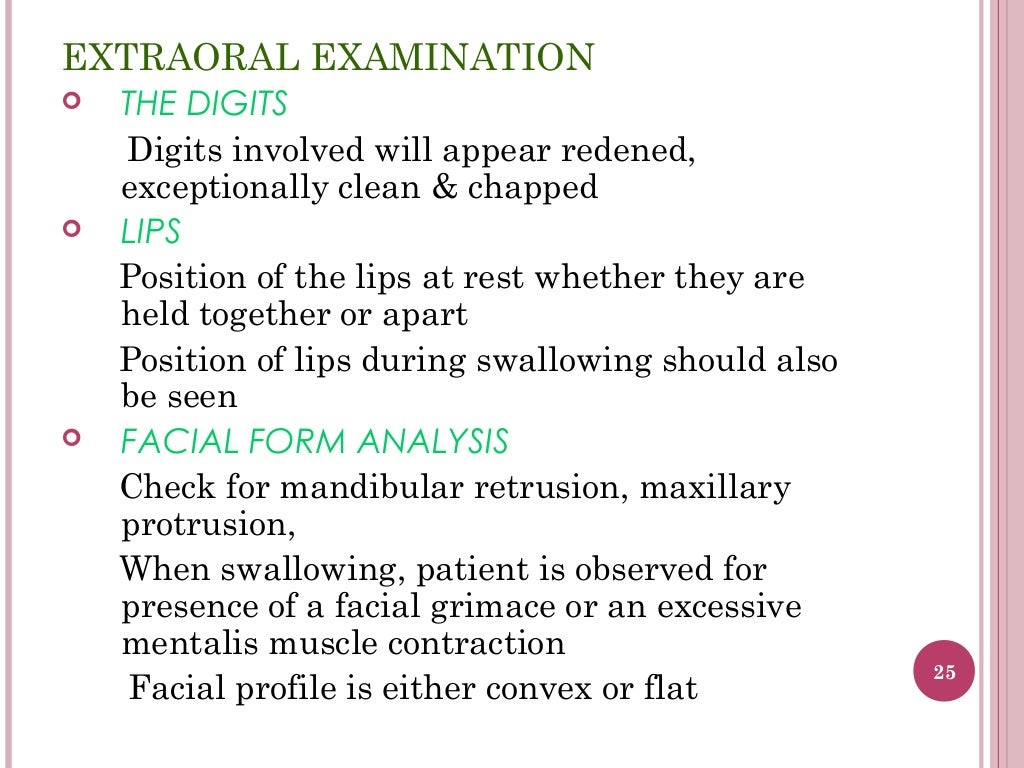 EXTRAORAL EXAMINATION
THE DIGITS
Digits involved will appear redened,
exceptionally clean & chapped
LIPS
Position of the lips at rest whether they are
held together or apart
Position of lips during swallowing should also
be seen
FACIAL FORM ANALYSIS
Check for mandibular retrusion, maxillary
protrusion,
When swallowing, patient is observed for
presence of a facial grimace or an excessive
mentalis muscle contraction
Facial profile is either convex or flat
25